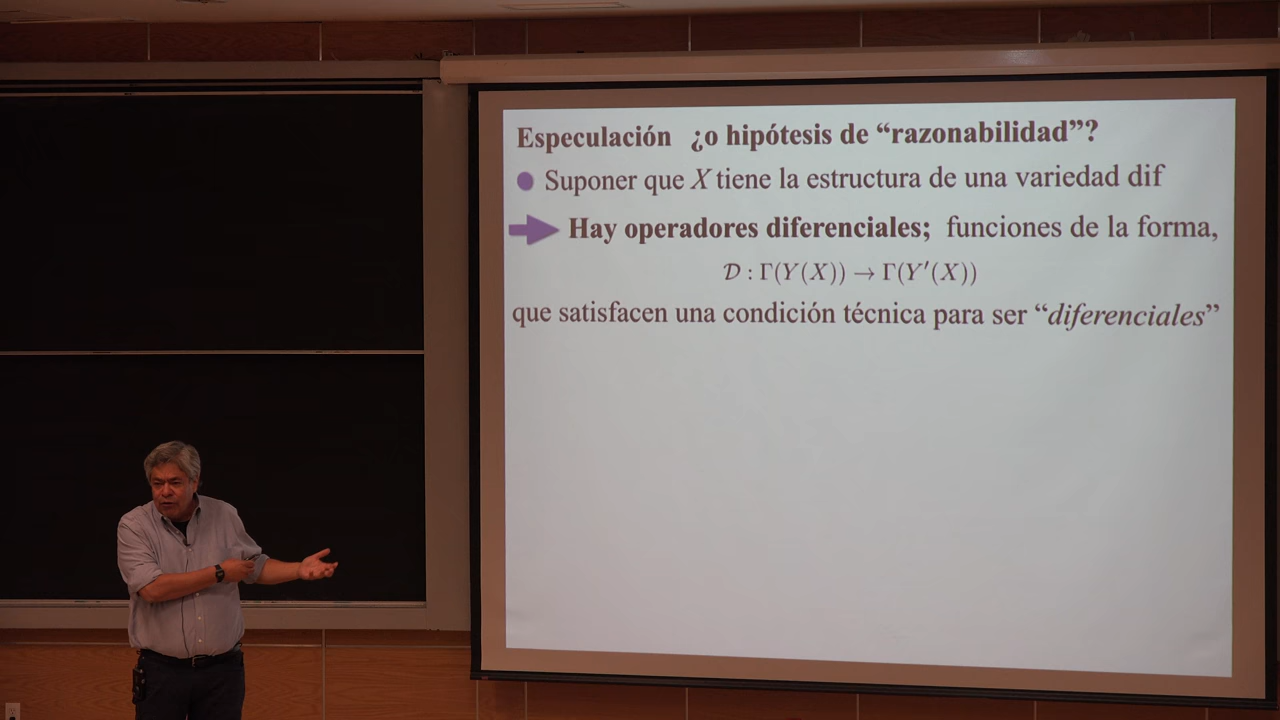 Especulación ¿o hipótesis de “razonabilidad”?
Suponer que X tiene la estructura de una variedad dif
Hay operadores diferenciales; funciones de la forma,
𝒟 : Γ(Y(X)) → Γ(Y′(X))
que satisfacen una condición técnica para ser “diferenciales”